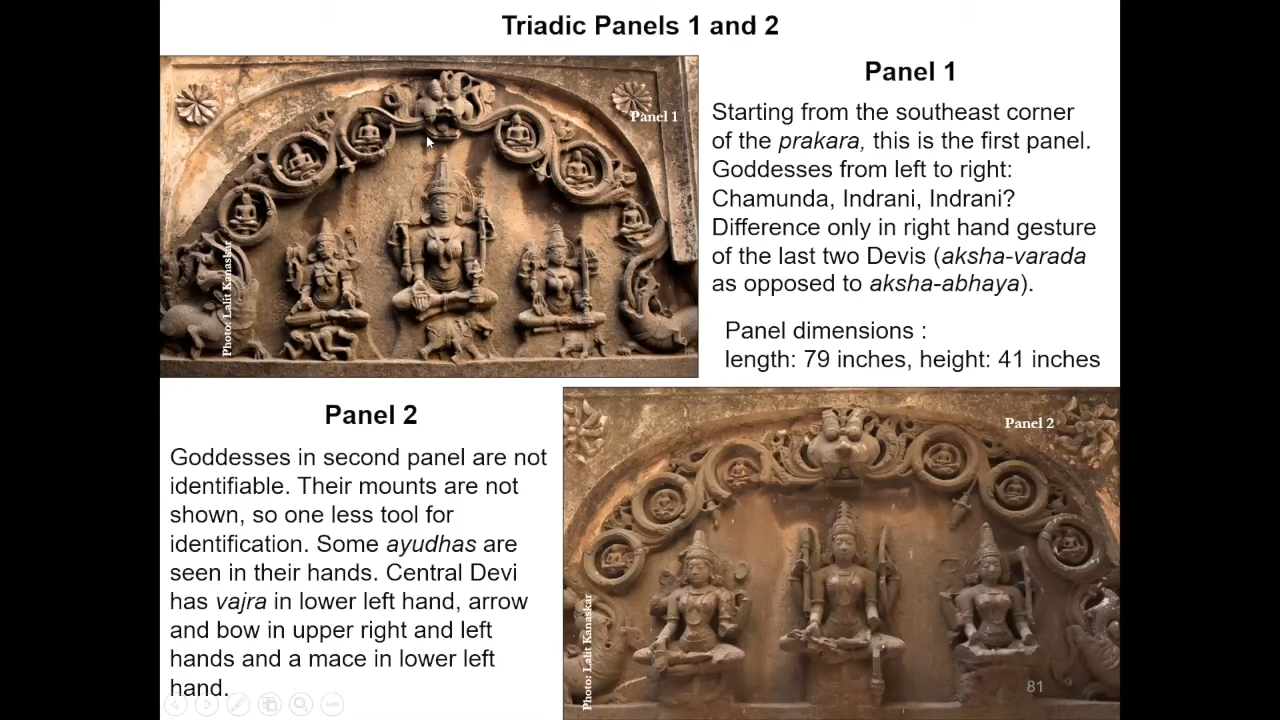 Triadic Panels 1 and 2
Panel 1
Photo: Lalit Kanaskar
Panel 1
Starting from the southeast corner
of the prakara, this is the first panel.
Goddesses from left to right:
Chamunda, Indrani, Indrani?
Difference only in right hand gesture
of the last two Devis (aksha-varada
as opposed to aksha-abhaya).
Panel dimensions :
length: 79 inches, height: 41 inches
Panel 2
Goddesses in second panel are not
identifiable. Their mounts are not
shown, so one less tool for
identification. Some ayudhas are
seen in their hands. Central Devi
has vajra in lower left hand, arrow
and bow in upper right and left
hands and a mace in lower left
hand.
Panel 2
Photo: Lalit Kanaskar
81